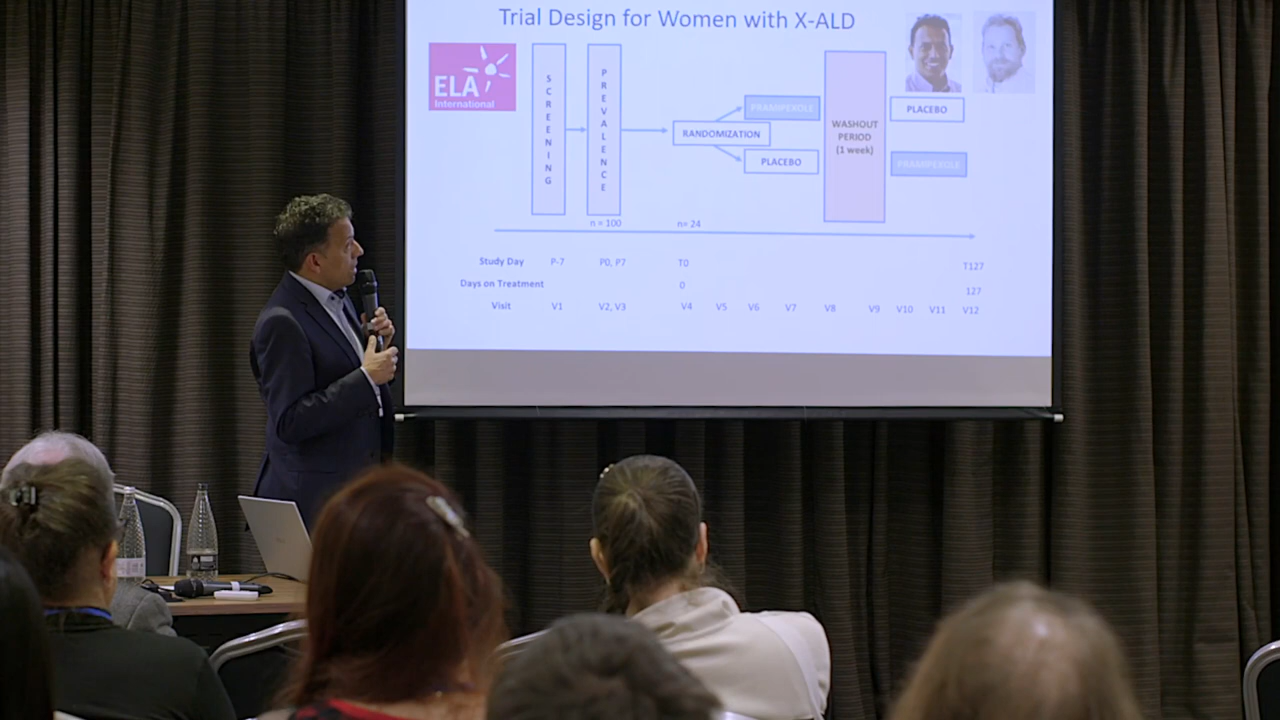 Trial Design for Women with X-ALD
ELA
International
SCREENING
PREVALENCE
RANDOMIZATION
PRAMIPEXOLE
PLACEBO
WASHOUT
PERIOD
(1 week)
PLACEBO
PRAMIPEXOLE
n = 100
n= 24
Study Day P-7 P0, P7 T0 T127
Days on Treatment 0 127
Visit V1 V2, V3 V4 V5 V6 V7 V8 V9 V10 V11 V12